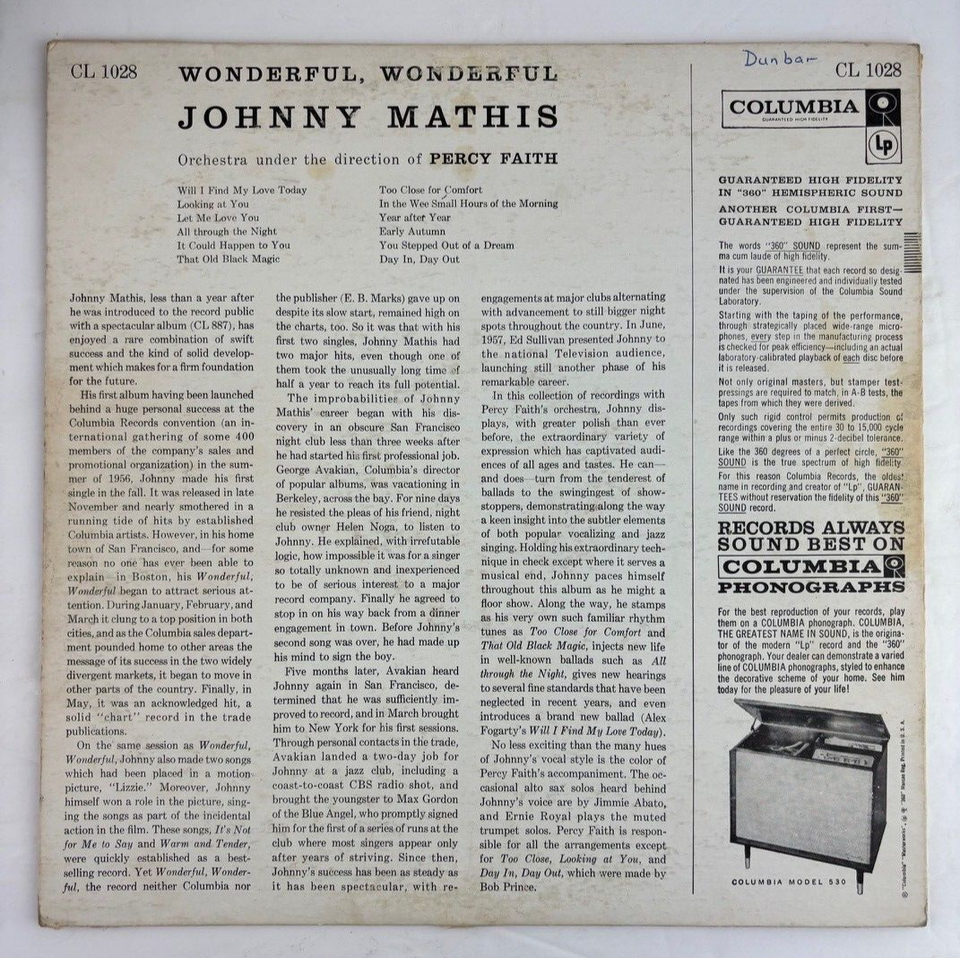 CL 1028
WONDERFUL, WONDERFUL
JOHNNY MATHIS
Orchestra under the direction of PERCY FAITH
Will I Find My Love Today
Looking at You
Let Me Love You
All through the Night
It Could Happen to You
That Old Black Magic
Too Close for Comfort
In the Wee Small Hours of the Morning
Year after Year
Early Autumn
You Stepped Out of a Dream
Day In, Day Out
Johnny Mathis, less than a year after
he was introduced to the record public
with a spectacular album (CL 887), has
enjoyed a rare combination of swift
success and the kind of solid develop-
ment which makes for a firm foundation
for the future.
His first album having been launched
behind a huge personal success at the
Columbia Records convention (an in-
ternational gathering of some 400
members of the company's sales and
promotional organization) in the sum-
mer of 1956, Johnny made his first
single in the fall. It was released in late
November and nearly smothered in a
running tide of hits by established
Columbia artists. However, in his home
town of San Francisco, and—for some
reason no one has ever been able to
explain—in Boston, his Wonderful,
Wonderful began to attract serious at-
tention. During January, February, and
March it clung to a top position in both
cities, and as the Columbia sales depart-
ment pounded home to other areas the
message of its success in the two widely
divergent markets, it began to move in
other parts of the country. Finally, in
May, it was an acknowledged hit, a
solid "chart" record in the trade
publications.
On the same session as Wonderful,
Wonderful, Johnny also made two songs
which had been placed in a motion
picture, "Lizzie." Moreover, Johnny
himself won a role in the picture, sing-
ing the songs as part of the incidental
action in the film. These songs, It's Not
for Me to Say and Warm and Tender,
were quickly established as a best-
selling record. Yet Wonderful, Wonder-
ful, the record neither Columbia nor
the publisher (E. B. Marks) gave up on
despite its slow start, remained high on
the charts, too. So it was that with his
first two singles, Johnny Mathis had
two major hits, even though one of
them took the unusually long time of
half a year to reach its full potential.
The improbabilities of Johnny
Mathis' career began with his dis-
covery in an obscure San Francisco
night club less than three weeks after
he had started his first professional job.
George Avakian, Columbia's director
of popular albums, was vacationing in
Berkeley, across the bay. For nine days
he resisted the pleas of his friend, night
club owner Helen Noga, to listen to
Johnny. He explained, with irrefutable
logic, how impossible it was for a singer
so totally unknown and inexperienced
to be of serious interest to a major
record company. Finally he agreed to
stop in on his way back from a dinner
engagement in town. Before Johnny's
second song was over, he had made up
his mind to sign the boy.
Five months later, Avakian heard
Johnny again in San Francisco, de-
termined that he was sufficiently im-
proved to record, and in March brought
him to New York for his first sessions.
Through personal contacts in the trade,
Avakian landed a two-day job for
Johnny at a jazz club, including a
coast-to-coast CBS radio shot, and
brought the youngster to Max Gordon
of the Blue Angel, who promptly signed
him for the first of a series of runs at the
club where most singers appear only
after years of striving. Since then,
Johnny's success has been as steady as
it has been spectacular, with re-
engagements at major clubs alternating
with advancement to still bigger night
spots throughout the country. In June,
1957, Ed Sullivan presented Johnny to
the national Television audience,
launching still another phase of his
remarkable career.
In this collection of recordings with
Percy Faith's orchestra, Johnny dis-
plays, with greater polish than ever
before, the extraordinary variety of
expression which has captivated audi-
ences of all ages and tastes. He can—
and does—turn from the tenderest of
ballads to the swingingest of show-
stoppers, demonstrating along the way
a keen insight into the subtler elements
of both popular vocalizing and jazz
singing. Holding his extraordinary tech-
nique in check except where it serves a
musical end, Johnny paces himself
throughout this album as he might a
floor show. Along the way, he stamps
as his very own such familiar rhythm
tunes as Too Close for Comfort and
That Old Black Magic, injects new life
in well-known ballads such as All
through the Night, gives new hearings
to several fine standards that have been
neglected in recent years, and even
introduces a brand new ballad (Alex
Fogarty's Will I Find My Love Today).
No less exciting than the many hues
of Johnny's vocal style is the color of
Percy Faith's accompaniment. The oc-
casional alto sax solos heard behind
Johnny's voice are by Jimmie Abato,
and Ernie Royal plays the muted
trumpet solos. Percy Faith is respon-
sible for all the arrangements except
for Too Close, Looking at You, and
Day In, Day Out, which were made by
Bob Prince.
Dunbar
CL 1028
COLUMBIA
GUARANTEED HIGH FIDELITY
Lp
GUARANTEED HIGH FIDELITY
IN "360" HEMISPHERIC SOUND
ANOTHER COLUMBIA FIRST—
GUARANTEED HIGH FIDELITY
The words "360" SOUND represent the sum-
ma cum laude of high fidelity.
It is your GUARANTEE that each record so desig-
nated has been engineered and individually tested
under the supervision of the Columbia Sound
Laboratory.
Starting with the taping of the performance,
through strategically placed wide-range micro-
phones, every step in the manufacturing process
is checked for peak efficiency—including an actual
laboratory-calibrated playback of each disc before
it is released.
Not only original masters, but stamper test-
pressings are required to match, in A-B tests, the
tapes from which they were derived.
Only such rigid control permits production of
recordings covering the entire 30 to 15,000 cycle
range within a plus or minus 2-decibel tolerance.
Like the 360 degrees of a perfect circle, "360"
SOUND is the true spectrum of high fidelity.
For this reason Columbia Records, the oldest
name in recording and creator of "Lp", GUARAN-
TEES without reservation the fidelity of this "360"
SOUND record.
RECORDS ALWAYS
SOUND BEST ON
COLUMBIA
PHONOGRAPHS
For the best reproduction of your records, play
them on a COLUMBIA phonograph. COLUMBIA,
THE GREATEST NAME IN SOUND, is the origina-
tor of the modern "Lp" record and the "360"
phonograph. Your dealer can demonstrate a varied
line of COLUMBIA phonographs, styled to enhance
the decorative scheme of your home. See him
today for the pleasure of your life!
COLUMBIA MODEL 530
"Columbia" "Masterworks" "360" Marcas Reg. Printed in U. S. A.